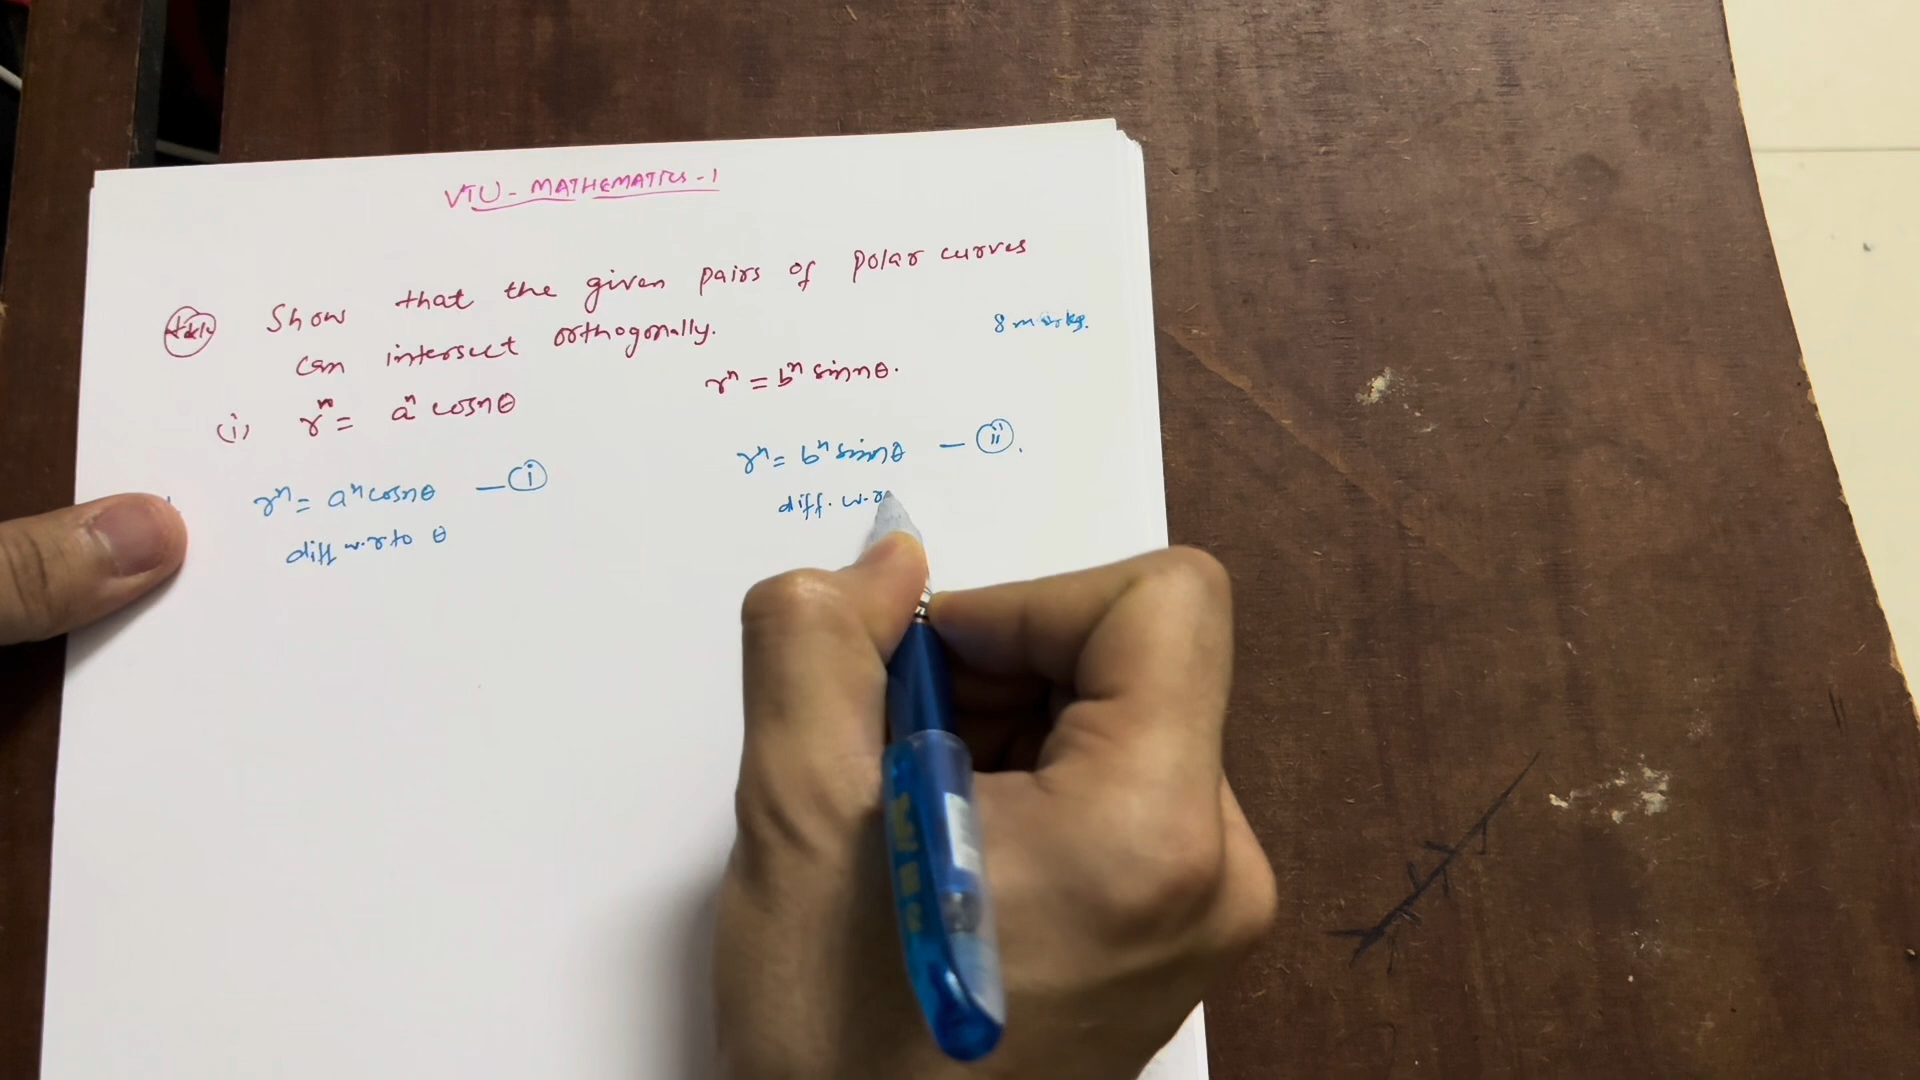 VTU - MATHEMATICS - 1
Show that the given pairs of polar curves
can intersect orthogonally.
8 marks.
(i) rⁿ = aⁿ cosnθ rⁿ = bⁿ sinnθ.
rⁿ = aⁿ cosnθ — (i) rⁿ = bⁿ sinnθ — (ii).
diff w.r to θ diff. w.r